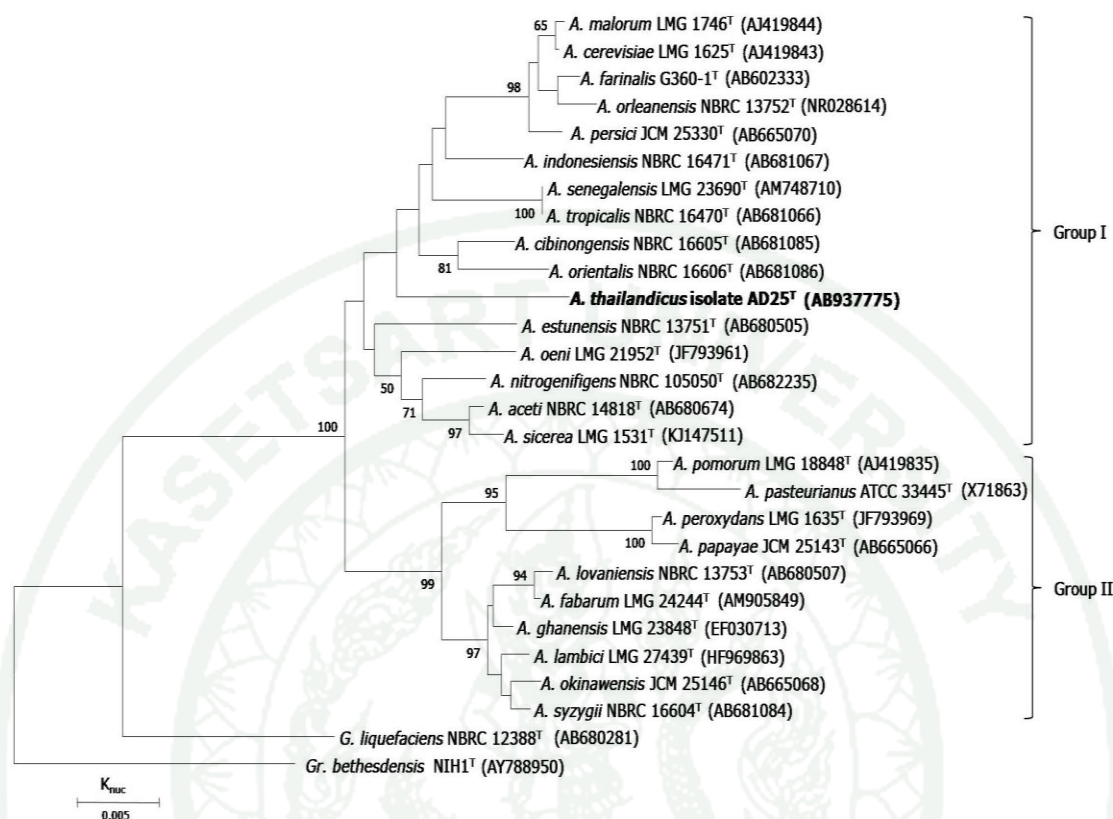 65
A. malorum LMG 1746ᵀ (AJ419844)
A. cerevisiae LMG 1625ᵀ (AJ419843)
A. farinalis G360-1ᵀ (AB602333)
98
A. orleanensis NBRC 13752ᵀ (NR028614)
A. persici JCM 25330ᵀ (AB665070)
A. indonesiensis NBRC 16471ᵀ (AB681067)
A. senegalensis LMG 23690ᵀ (AM748710)
100
A. tropicalis NBRC 16470ᵀ (AB681066)
Group I
A. cibinongensis NBRC 16605ᵀ (AB681085)
81
A. orientalis NBRC 16606ᵀ (AB681086)
A. thailandicus isolate AD25ᵀ (AB937775)
A. estunensis NBRC 13751ᵀ (AB680505)
A. oeni LMG 21952ᵀ (JF793961)
50
A. nitrogenifigens NBRC 105050ᵀ (AB682235)
71
A. aceti NBRC 14818ᵀ (AB680674)
100
97
A. sicerea LMG 1531ᵀ (KJ147511)
100
A. pomorum LMG 18848ᵀ (AJ419835)
95
A. pasteurianus ATCC 33445ᵀ (X71863)
A. peroxydans LMG 1635ᵀ (JF793969)
100
A. papayae JCM 25143ᵀ (AB665066)
99
94
A. lovaniensis NBRC 13753ᵀ (AB680507)
Group II
A. fabarum LMG 24244ᵀ (AM905849)
A. ghanensis LMG 23848ᵀ (EF030713)
97
A. lambici LMG 27439ᵀ (HF969863)
A. okinawensis JCM 25146ᵀ (AB665068)
A. syzygii NBRC 16604ᵀ (AB681084)
G. liquefaciens NBRC 12388ᵀ (AB680281)
Gr. bethesdensis NIH1ᵀ (AY788950)
Knuc
0.005
KASETSART UNIVERSITY